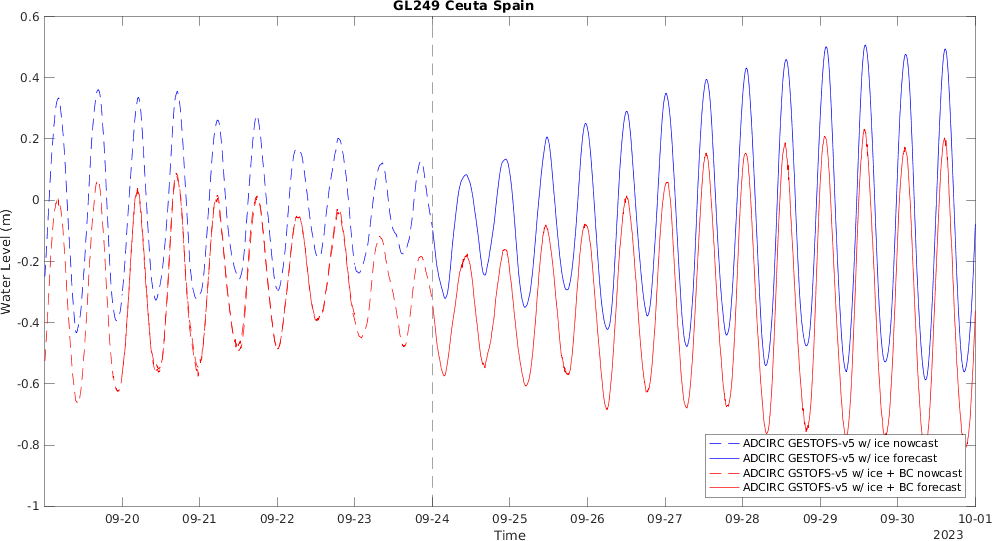 GL249 Ceuta Spain
0.6
0.4
0.2
0
-0.2
-0.4
-0.6
-0.8
-1
Water Level (m)
ADCIRC GESTOFS-v5 w/ ice nowcast
ADCIRC GESTOFS-v5 w/ ice forecast
ADCIRC GSTOFS-v5 w/ ice + BC nowcast
ADCIRC GSTOFS-v5 w/ ice + BC forecast
09-20 09-21 09-22 09-23 09-24 09-25 09-26 09-27 09-28 09-29 09-30 10-01
Time
2023